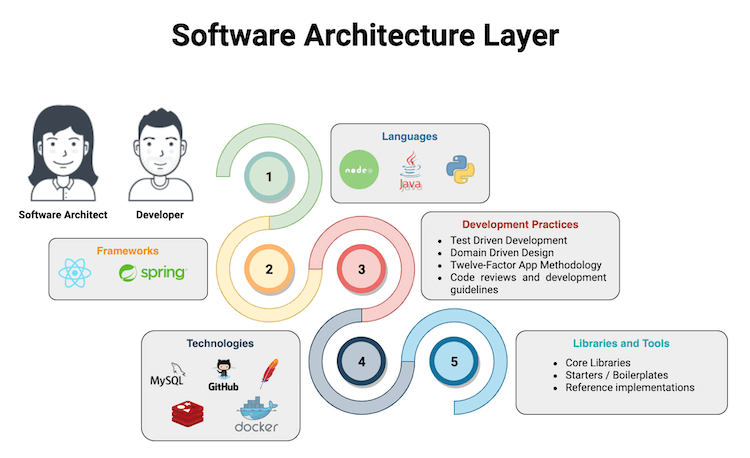 Software Architecture Layer
Software Architect
Developer
1
Languages
node
Java
Frameworks
spring
2
3
Development Practices
• Test Driven Development
• Domain Driven Design
• Twelve-Factor App Methodology
• Code reviews and development
guidelines
Technologies
MySQL
GitHub
docker
4
5
Libraries and Tools
• Core Libraries
• Starters / Boilerplates
• Reference implementations